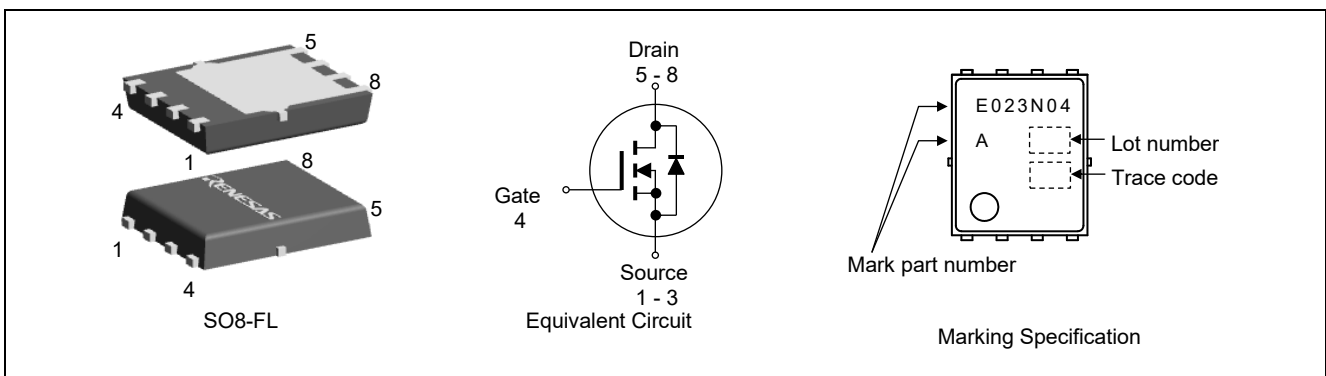 5
8
4
1
RENESAS
8
5
1
4
SO8-FL
Drain
5 - 8
Gate
4
Source
1 - 3
Equivalent Circuit
E023N04
A
Lot number
Trace code
Mark part number
Marking Specification